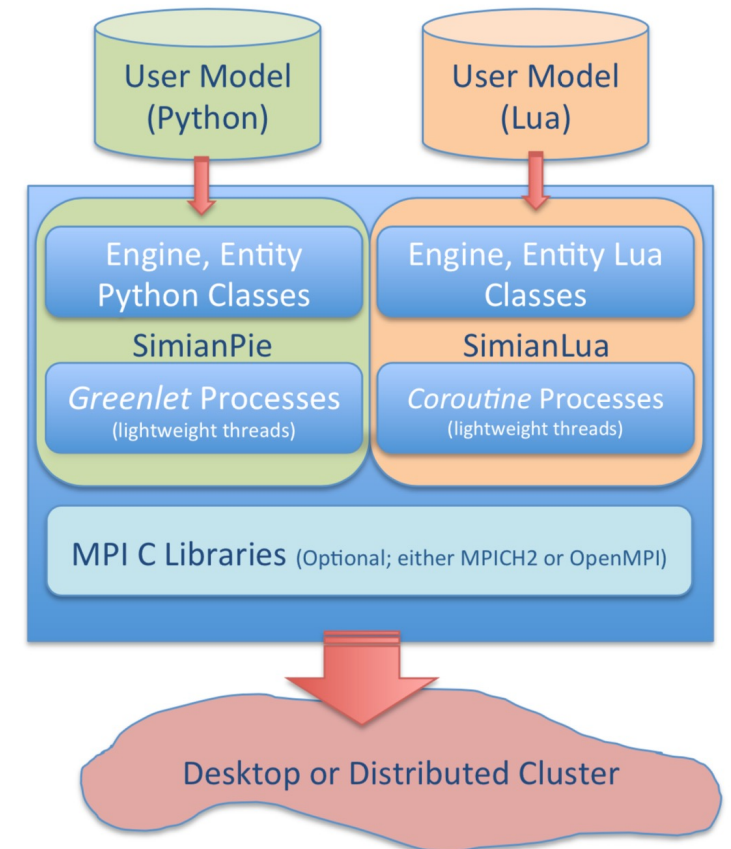 User Model
(Python)
User Model
(Lua)
Engine, Entity
Python Classes
Engine, Entity Lua
Classes
SimianPie
SimianLua
Greenlet Processes
(lightweight threads)
Coroutine Processes
(lightweight threads)
MPI C Libraries (Optional; either MPICH2 or OpenMPI)
Desktop or Distributed Cluster